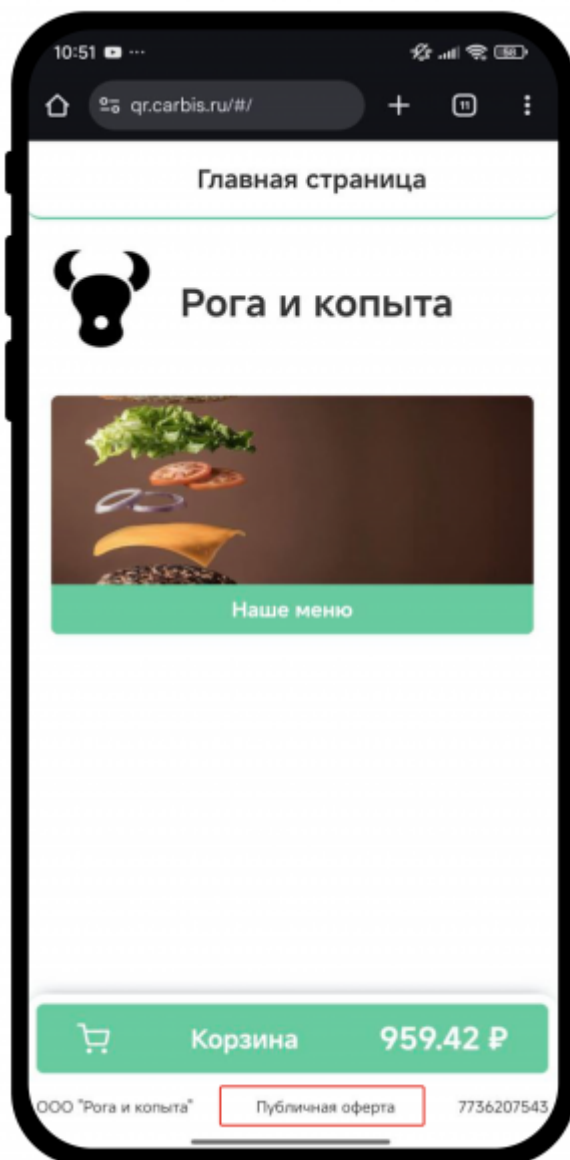 10:51
58
qr.carbis.ru/#/
11
Главная страница
Рога и копыта
Наше меню
Корзина 959.42 ₽
ООО "Рога и копыта" Публичная оферта 7736207543